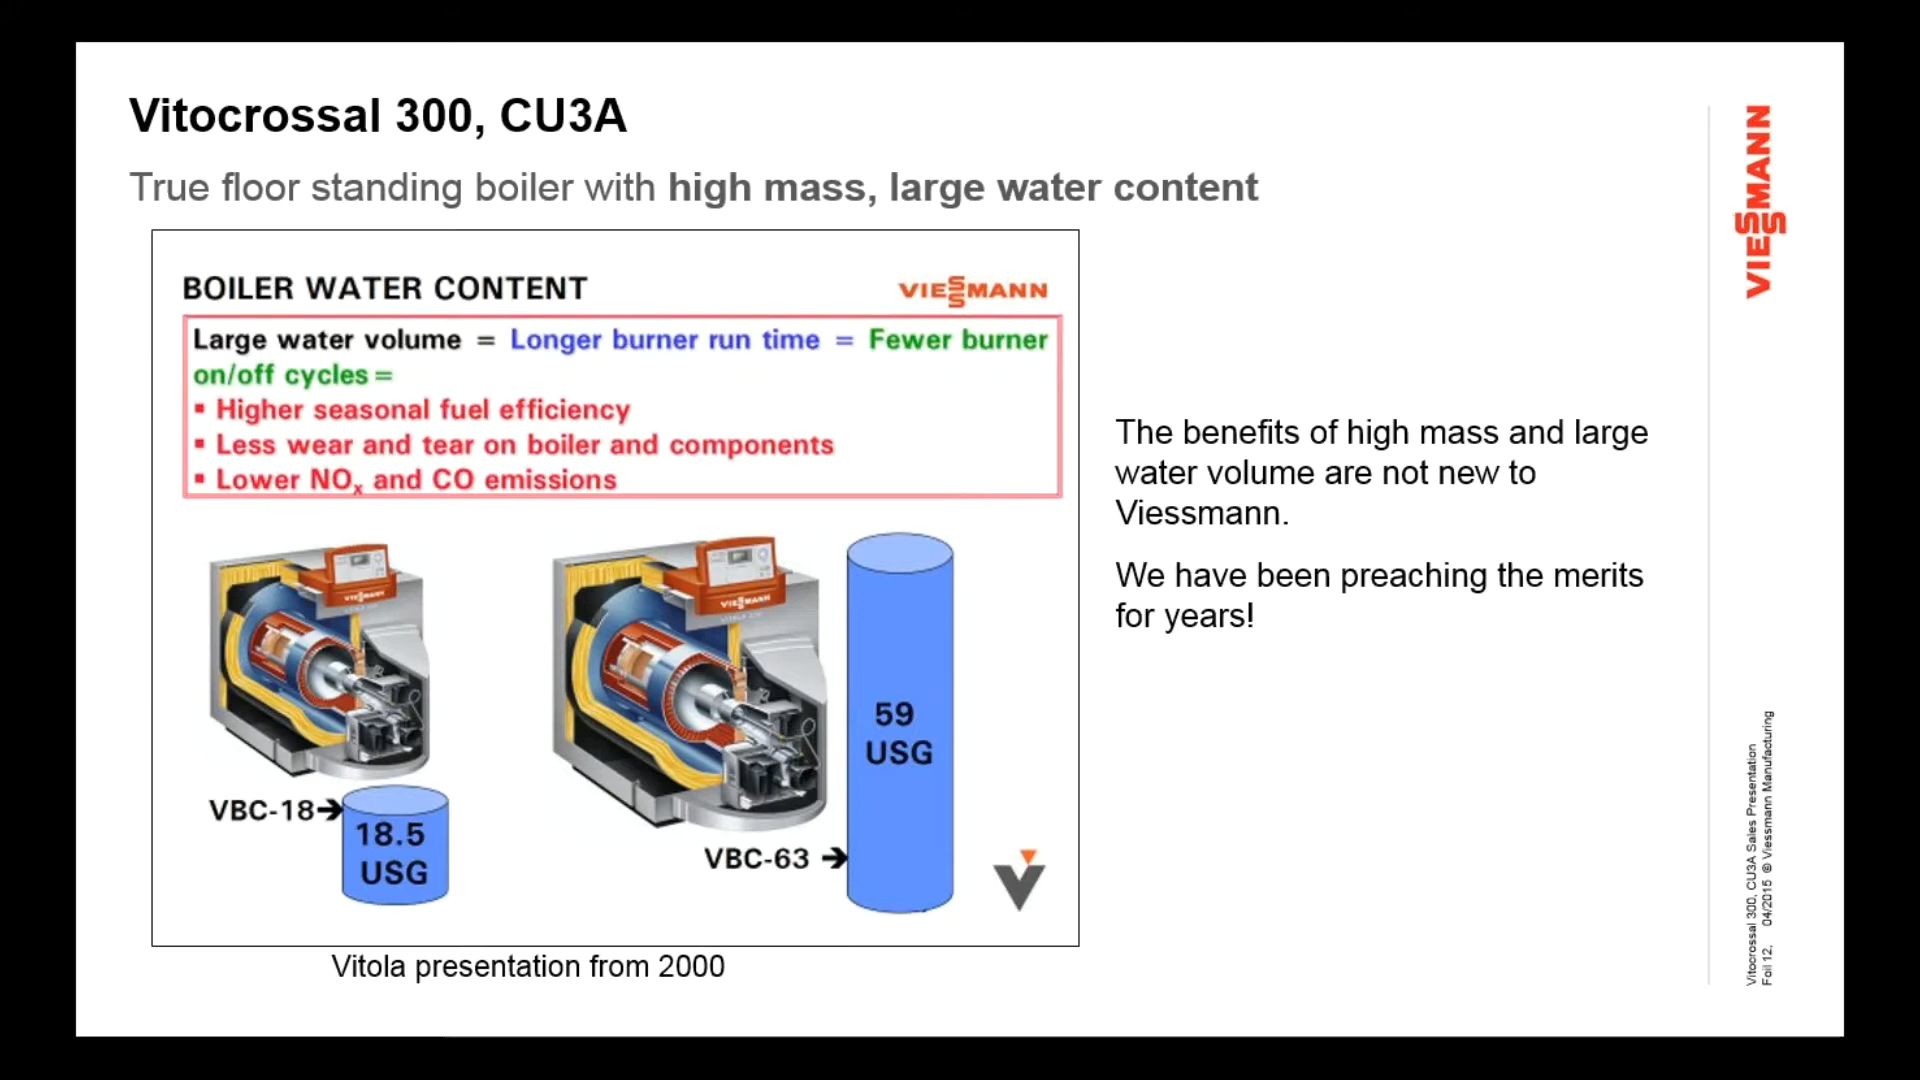 Vitocrossal 300, CU3A
True floor standing boiler with high mass, large water content
VIESSMANN
BOILER WATER CONTENT
VIESSMANN
Large water volume = Longer burner run time = Fewer burner
on/off cycles =
▪ Higher seasonal fuel efficiency
▪ Less wear and tear on boiler and components
▪ Lower NOx and CO emissions
VIESSMANN
VIESSMANN
VBC-18➔
18.5
USG
VBC-63 ➔
59
USG
Vitola presentation from 2000
The benefits of high mass and large
water volume are not new to
Viessmann.
We have been preaching the merits
for years!
Vitocrossal 300, CU3A Sales Presentation
Foil 12, 04/2015 © Viessmann Manufacturing